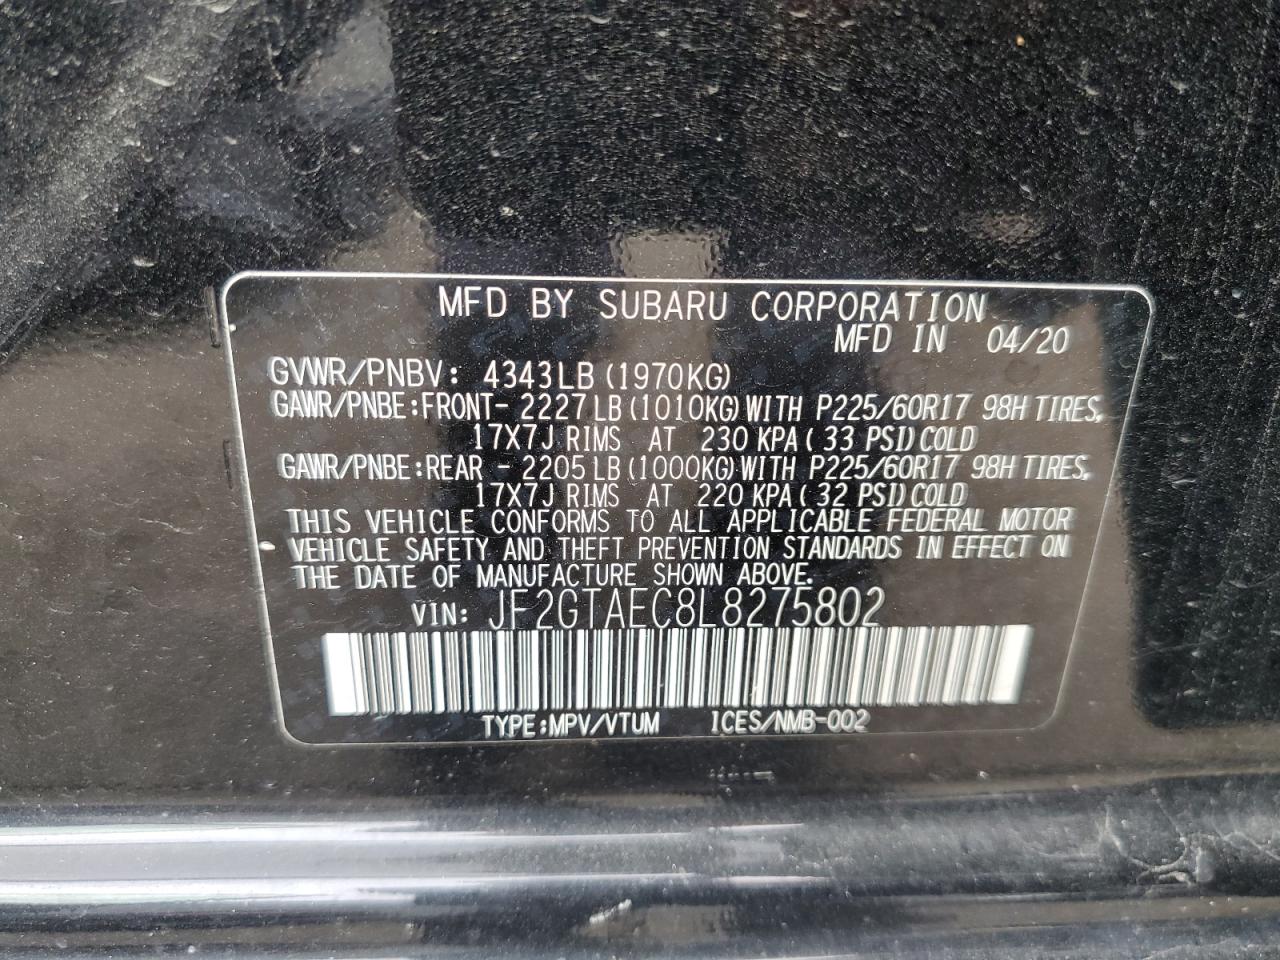 MFD BY SUBARU CORPORATION
MFD IN 04/20
GVWR/PNBV: 4343LB (1970KG)
GAWR/PNBE:FRONT- 2227 LB (1010KG) WITH P225/60R17 98H TIRES,
17X7J RIMS AT 230 KPA (33 PSI) COLD
GAWR/PNBE:REAR - 2205 LB (1000KG) WITH P225/60R17 98H TIRES,
17X7J RIMS AT 220 KPA (32 PSI) COLD
THIS VEHICLE CONFORMS TO ALL APPLICABLE FEDERAL MOTOR
VEHICLE SAFETY AND THEFT PREVENTION STANDARDS IN EFFECT ON
THE DATE OF MANUFACTURE SHOWN ABOVE.
VIN: JF2GTAEC8L8275802
TYPE:MPV/VTUM ICES/NMB-002